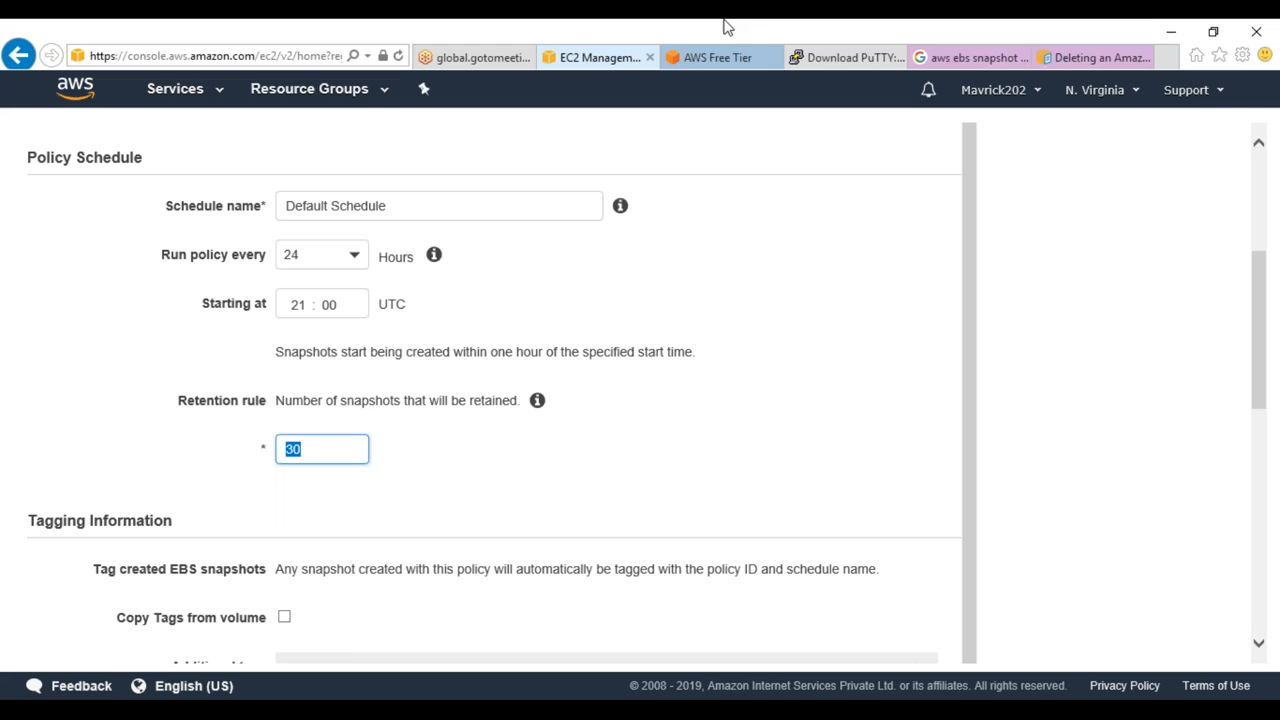 https://console.aws.amazon.com/ec2/v2/home?re
global.gotomeeti...
EC2 Managem...
AWS Free Tier
Download PuTTY:...
aws ebs snapshot ...
Deleting an Amaz...
aws
Services
Resource Groups
Mavrick202
N. Virginia
Support
Policy Schedule
Schedule name* Default Schedule
Run policy every 24 Hours
Starting at 21 : 00 UTC
Snapshots start being created within one hour of the specified start time.
Retention rule Number of snapshots that will be retained.
* 30
Tagging Information
Tag created EBS snapshots Any snapshot created with this policy will automatically be tagged with the policy ID and schedule name.
Copy Tags from volume
Feedback English (US) © 2008 - 2019, Amazon Internet Services Private Ltd. or its affiliates. All rights reserved. Privacy Policy Terms of Use